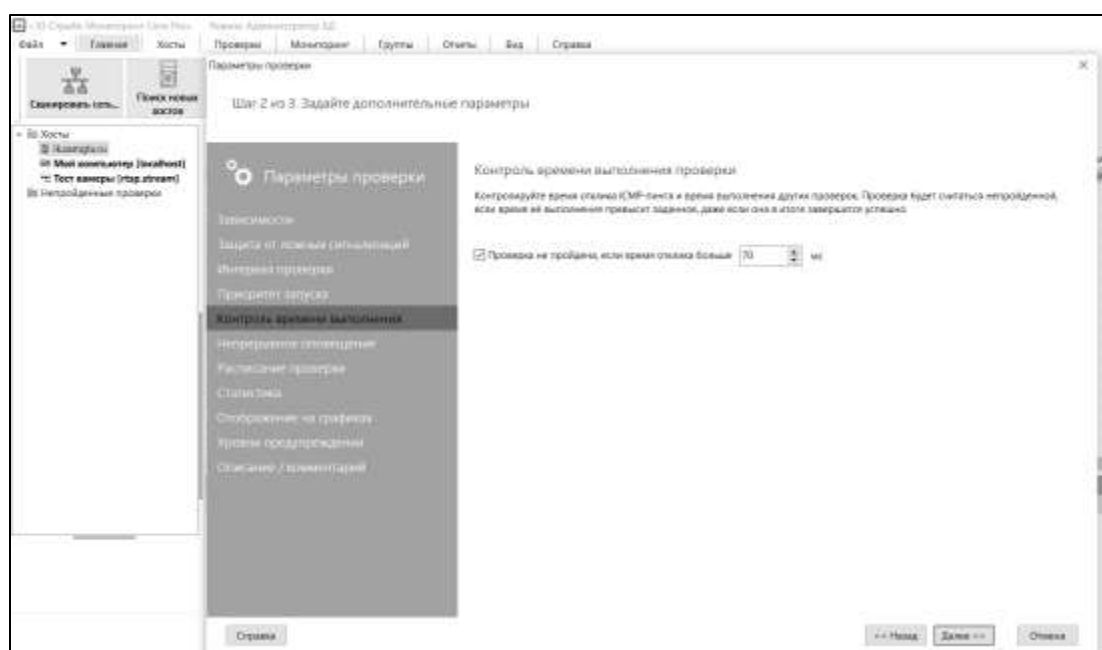 Режим Администратор БД
Файл Главная Хосты Проверки Мониторинг Группы Отчеты Вид Справка
Сканировать сеть...
Поиск новых хостов
Параметры проверки
Шаг 2 из 3. Задайте дополнительные параметры
Хосты
Мой компьютер [localhost]
Тест камеры [rtsp.stream]
Непройденные проверки
Параметры проверки
Зависимости
Защита от ложных сигнализаций
Интервал проверки
Приоритет запуска
Контроль времени выполнения
Непрерывное оповещение
Расписание проверки
Статистика
Отображение на графиках
Уровни предупреждений
Описание / комментарий
Контроль времени выполнения проверки
Контролируйте время отклика ICMP-пинга и время выполнения других проверок. Проверка будет считаться непройденной,
если время её выполнения превысит заданное, даже если она в итоге завершится успешно.
Проверка не пройдена, если время отклика больше 70 мс
Справка
<< Назад
Далее >>
Отмена